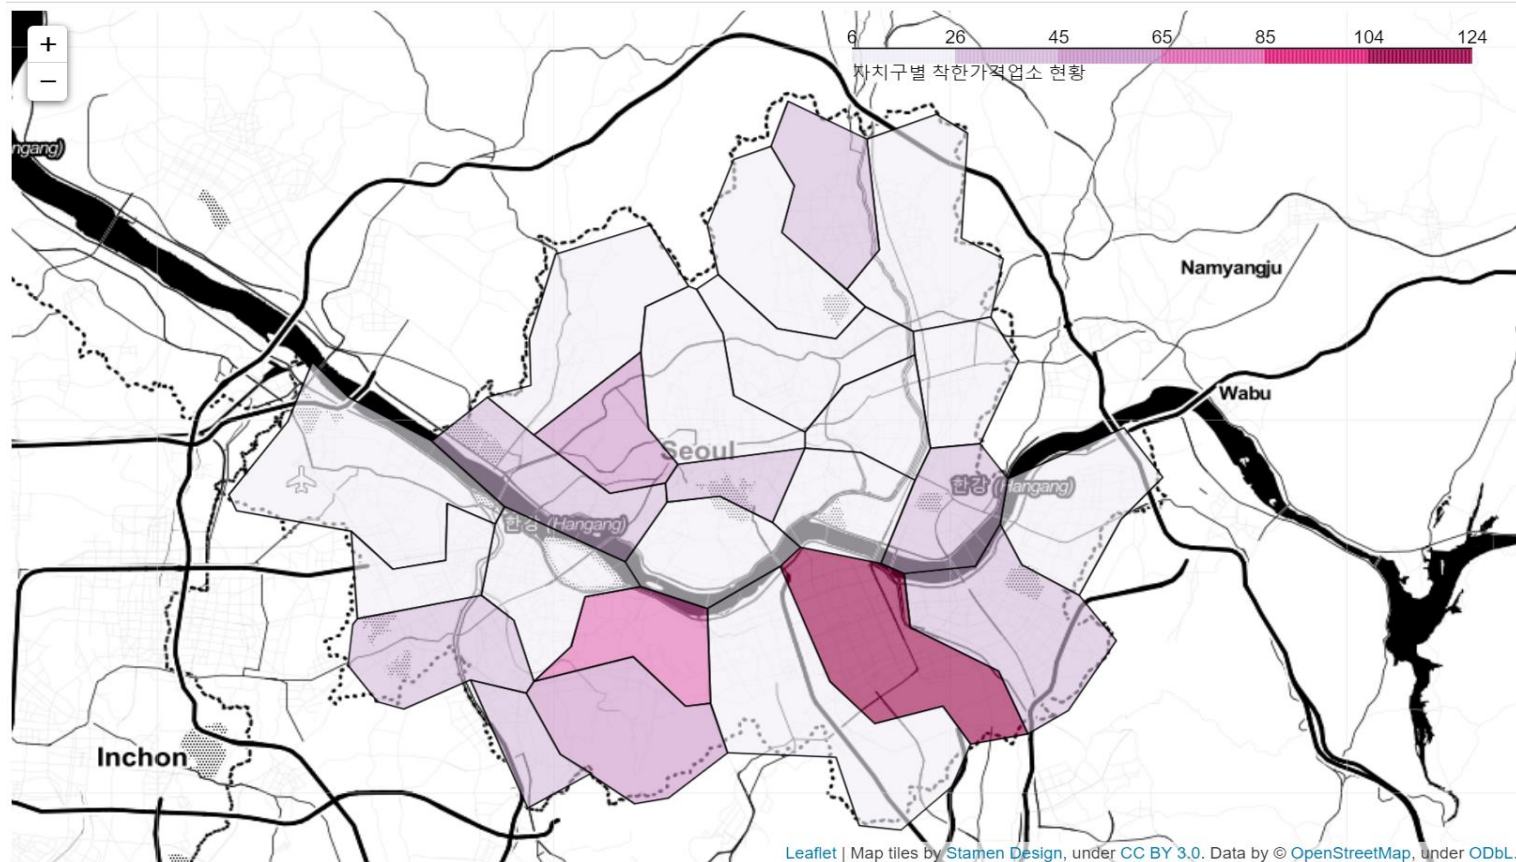 +
−
6 26 45 65 85 104 124
자치구별 착한가격업소 현황
ngang)
Namyangju
Wabu
Seoul
한강 (Hangang)
한강 (Hangang)
Inchon
Leaflet | Map tiles by Stamen Design, under CC BY 3.0. Data by © OpenStreetMap, under ODbL.